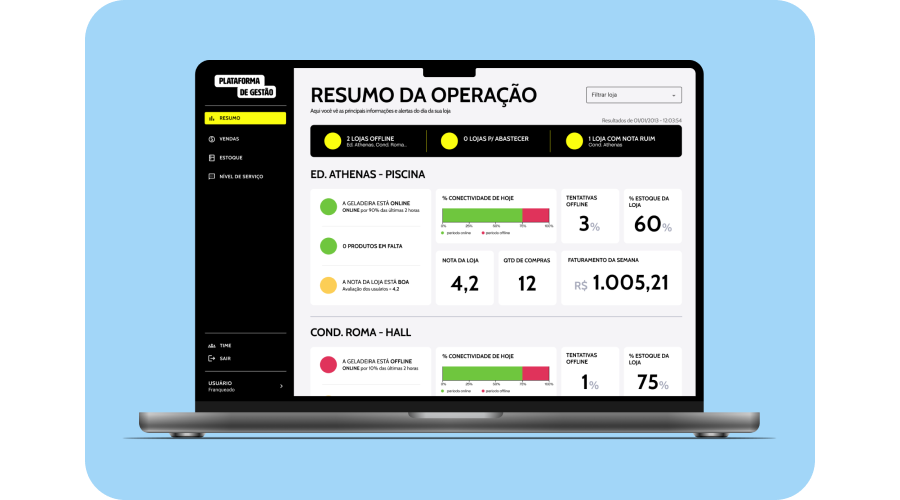 PLATAFORMA
DE GESTÃO
RESUMO
VENDAS
ESTOQUE
NÍVEL DE SERVIÇO
TIME
SAIR
USUÁRIO
Franqueado
RESUMO DA OPERAÇÃO
Aqui você vê as principais informações e alertas do dia da sua loja
Filtrar loja
Resultados de 01/01/2013 - 12:03:54
2 LOJAS OFFLINE
Ed. Athenas, Cond. Roma...
0 LOJAS P/ ABASTECER
1 LOJA COM NOTA RUIM
Cond. Athenas
ED. ATHENAS - PISCINA
A GELADEIRA ESTÁ ONLINE
ONLINE por 90% das últimas 2 horas
0 PRODUTOS EM FALTA
A NOTA DA LOJA ESTÁ BOA
Avaliação dos usuários = 4,2
% CONECTIVIDADE DE HOJE
0% 25% 50% 75% 100%
período online período offline
TENTATIVAS
OFFLINE
3%
% ESTOQUE DA
LOJA
60%
NOTA DA LOJA
4,2
QTD DE COMPRAS
12
FATURAMENTO DA SEMANA
R$ 1.005,21
COND. ROMA - HALL
A GELADEIRA ESTÁ OFFLINE
ONLINE por 10% das últimas 2 horas
% CONECTIVIDADE DE HOJE
0% 25% 50% 75% 100%
período online período offline
TENTATIVAS
OFFLINE
1%
% ESTOQUE DA
LOJA
75%